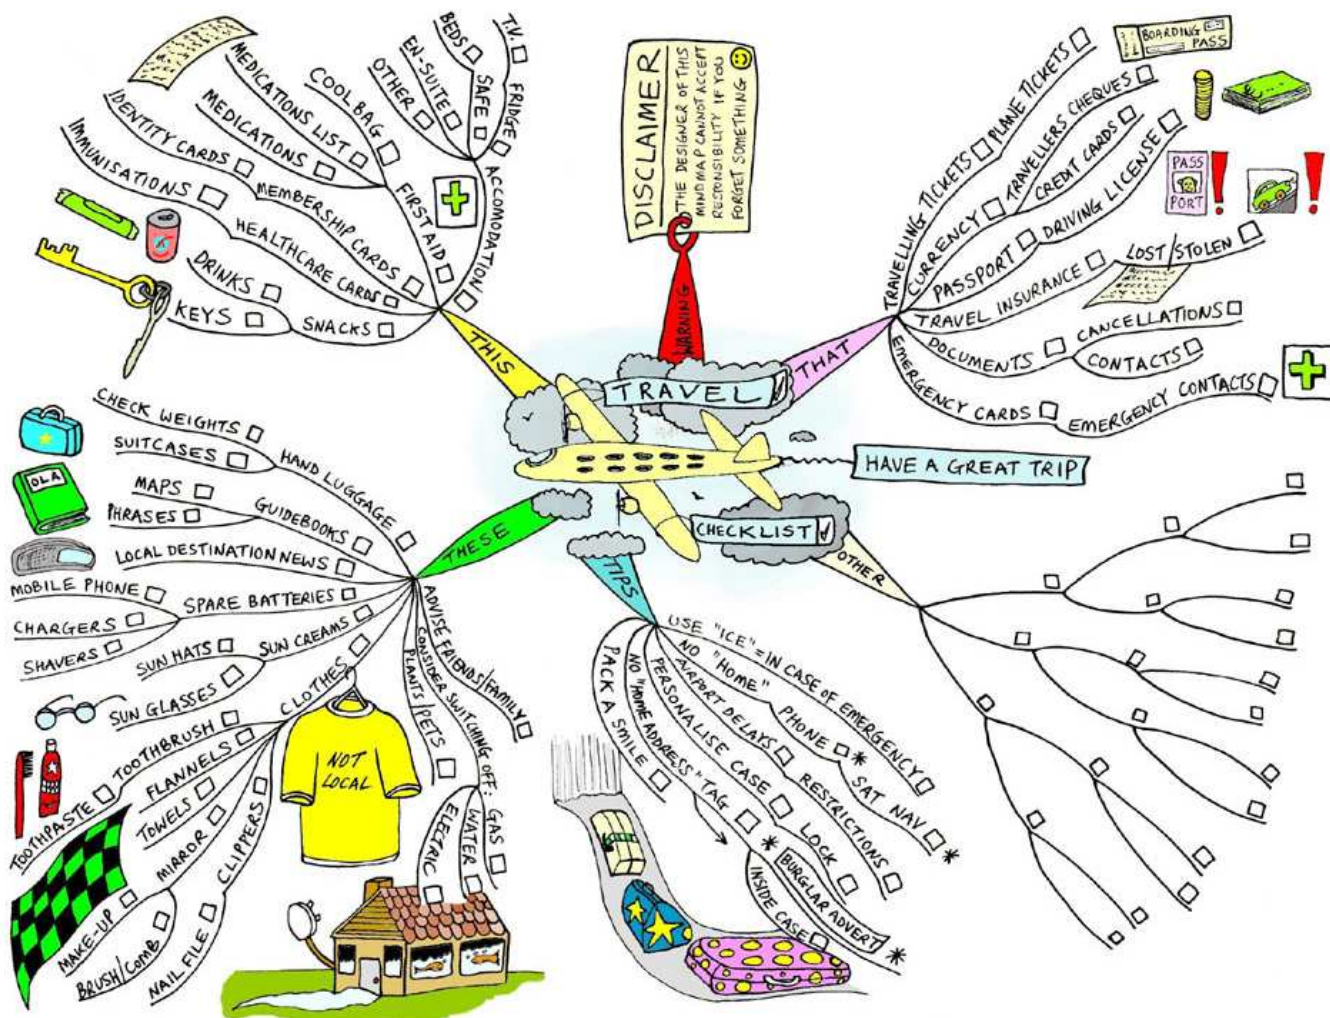 TRAVEL
CHECKLIST
HAVE A GREAT TRIP
WARNING
DISCLAIMER
THE DESIGNER OF THIS
MINDMAP CANNOT ACCEPT
RESPONSIBILITY IF YOU
FORGET SOMETHING
THIS
ACCOMODATION
T.V.
FRIDGE
BEDS
SAFE
EN-SUITE
OTHER
FIRST AID
COOL BAG
MEDICATIONS LIST
MEDICATIONS
MEMBERSHIP CARDS
IDENTITY CARDS
HEALTHCARE CARDS
IMMUNISATIONS
SNACKS
DRINKS
KEYS
THAT
TRAVELLING TICKETS
PLANE TICKETS
BOARDING
PASS
CURRENCY
TRAVELLERS CHEQUES
CREDIT CARDS
PASSPORT
DRIVING LICENSE
PASS
PORT
!
!
TRAVEL INSURANCE
LOST/STOLEN
DOCUMENTS
CANCELLATIONS
CONTACTS
EMERGENCY CARDS
EMERGENCY CONTACTS
THESE
HAND LUGGAGE
CHECK WEIGHTS
SUITCASES
GUIDEBOOKS
MAPS
PHRASES
OLA
LOCAL DESTINATION NEWS
SPARE BATTERIES
MOBILE PHONE
CHARGERS
SHAVERS
SUN CREAMS
SUN HATS
SUN GLASSES
CLOTHES
NOT
LOCAL
TOOTHBRUSH
TOOTHPASTE
FLANNELS
TOWELS
MIRROR
MAKE-UP
BRUSH/COMB
CLIPPERS
NAIL FILE
ADVISE FRIENDS/FAMILY
CONSIDER SWITCHING OFF:
GAS
WATER
ELECTRIC
PLANTS/PETS
TIPS
USE "ICE" = IN CASE OF EMERGENCY
NO "HOME" PHONE *
SAT NAV *
AIRPORT DELAYS
RESTRICTIONS
PERSONALISE CASE
LOCK
NO "HOME ADDRESS" TAG *
BURGLAR ADVERT *
INSIDE CASE
PACK A SMILE
OTHER